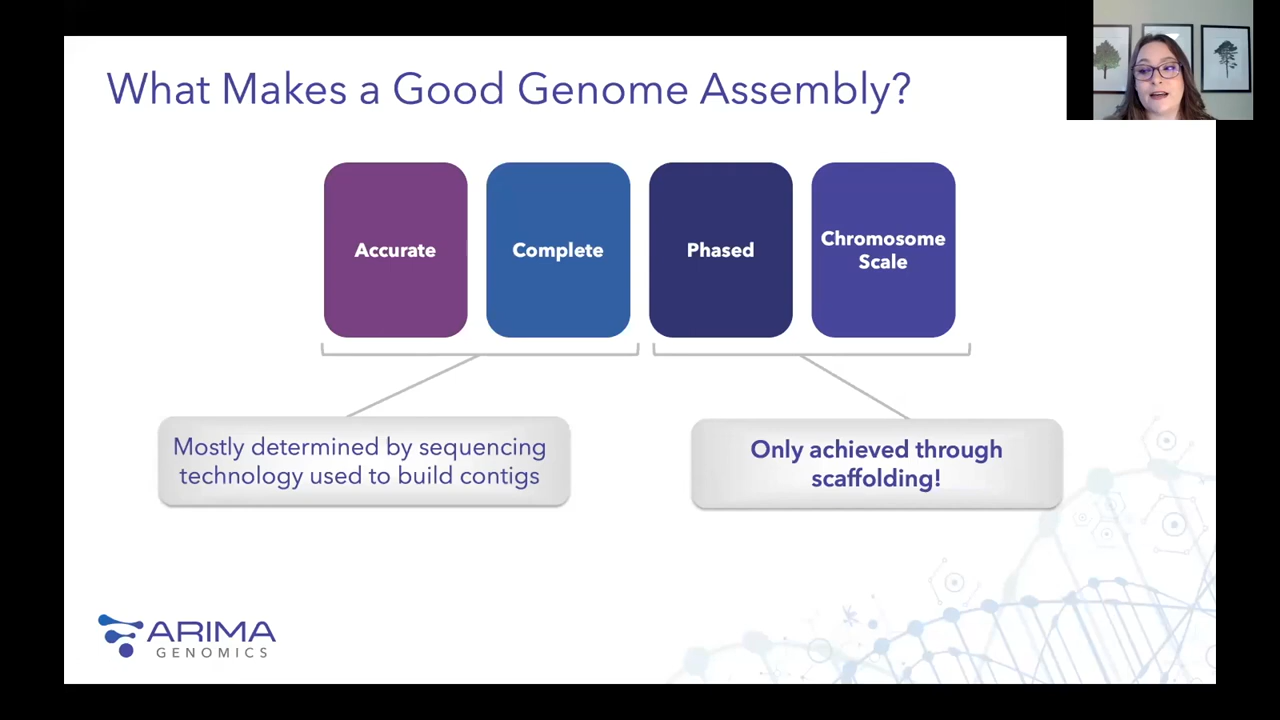 What Makes a Good Genome Assembly?
Accurate
Complete
Phased
Chromosome
Scale
Mostly determined by sequencing
technology used to build contigs
Only achieved through
scaffolding!
ARIMA
GENOMICS